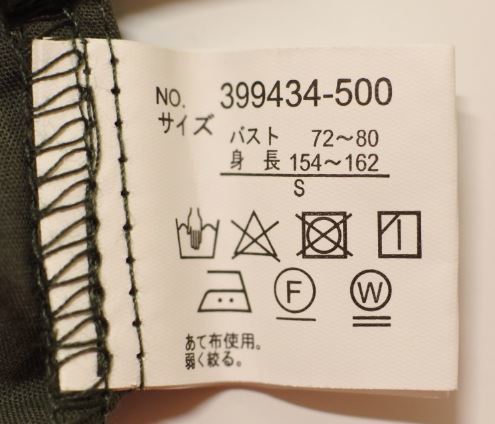 NO. 399434-500
サイズ
バスト 72～80
身長 154～162
S
F W
あて布使用。
弱く絞る。